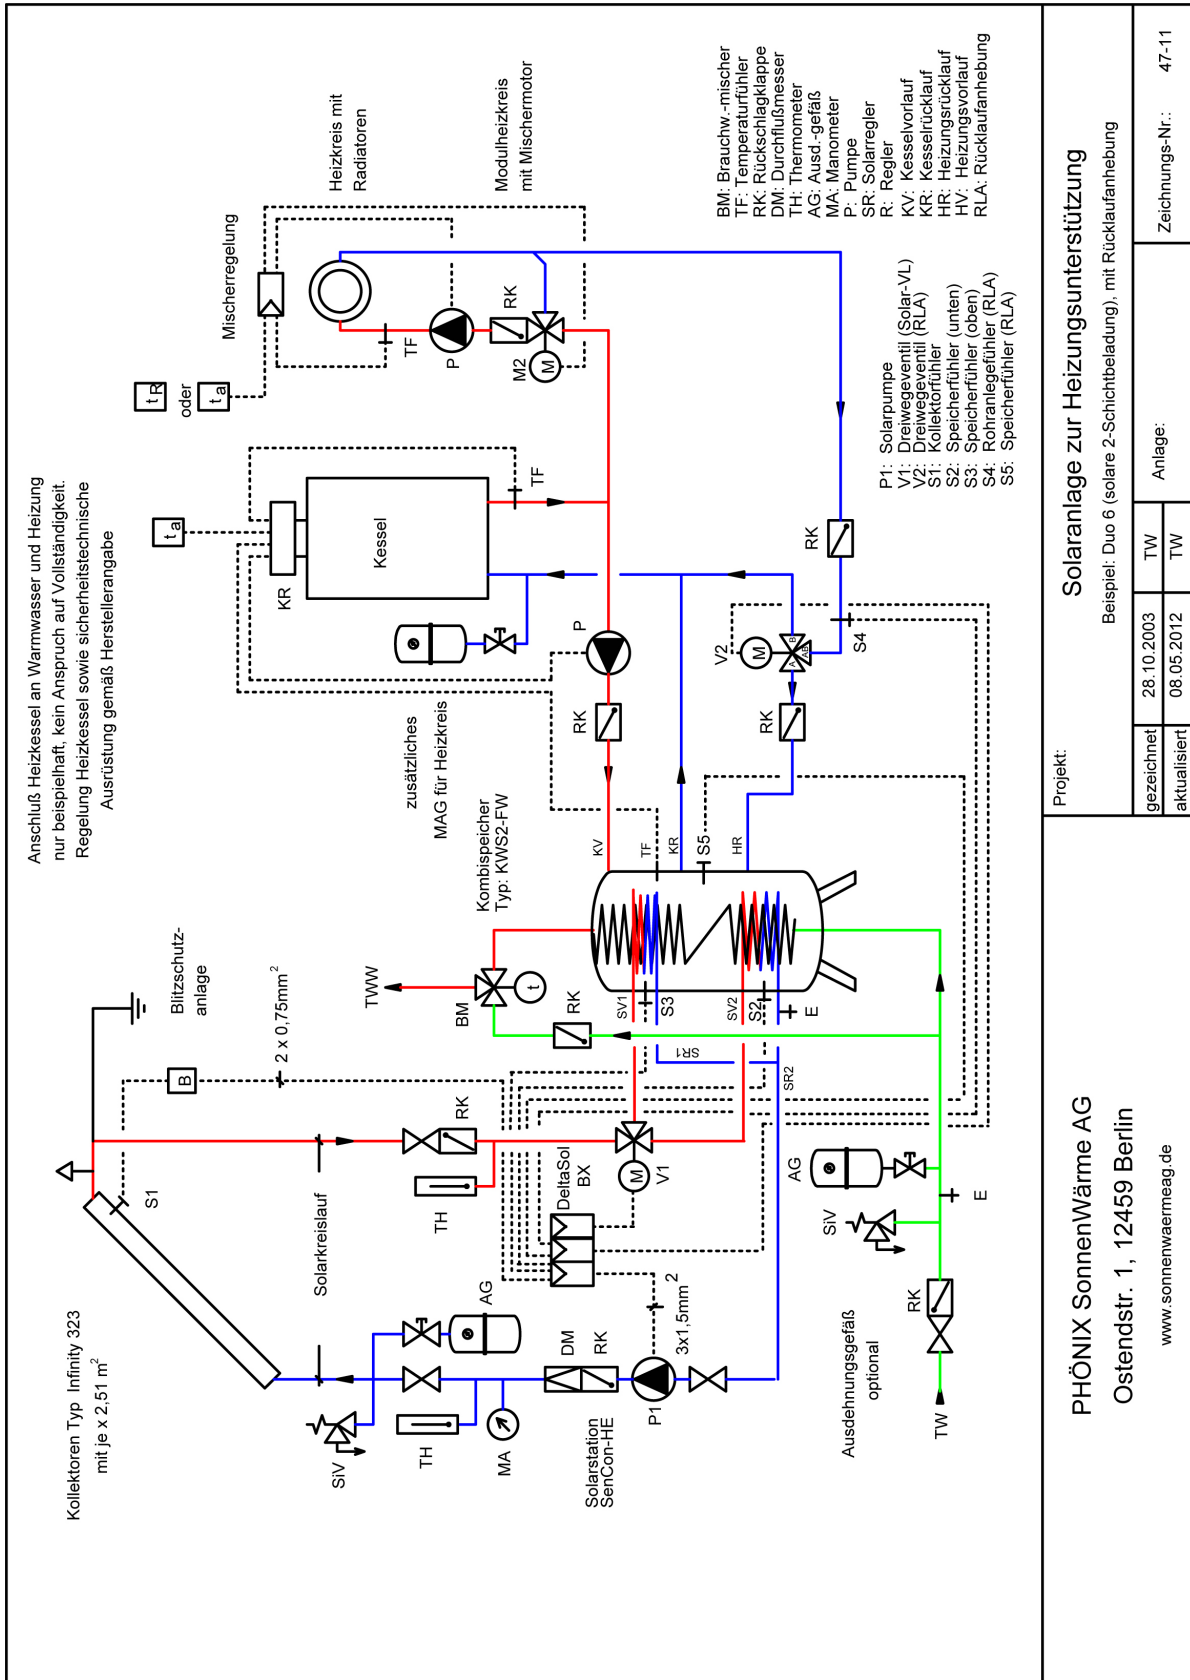 Anschluß Heizkessel an Warmwasser und Heizung
nur beispielhaft, kein Anspruch auf Vollständigkeit.
Regelung Heizkessel sowie sicherheitstechnische
Ausrüstung gemäß Herstellerangabe
Kollektoren Typ Infinity 323
mit je x 2,51 m²
S1
B
Blitzschutz-
anlage
2 x 0,75mm²
Solarkreislauf
SiV
TH
MA
AG
DM
RK
Solarstation
SenCon-HE
P1
3x1,5mm²
TH
RK
DeltaSol
BX
M
V1
TWW
BM
t
RK
Kombispeicher
Typ: KWS2-FW
SV1
S3
SR1
SV2
S2
SR2
E
KV
TF
KR
S5
HR
zusätzliches
MAG für Heizkreis
KR
Kessel
ta
TF
P
RK
V2
M
A
B
AB
RK
S4
RK
tR
oder
ta
Mischerregelung
Heizkreis mit
Radiatoren
TF
P
RK
M2
M
Modulheizkreis
mit Mischermotor
AG
SiV
E
RK
Ausdehnungsgefäß
optional
TW
BM: Brauchw.-mischer
TF: Temperaturfühler
RK: Rückschlagklappe
DM: Durchflußmesser
TH: Thermometer
AG: Ausd.-gefäß
MA: Manometer
P: Pumpe
SR: Solarregler
R: Regler
KV: Kesselvorlauf
KR: Kesselrücklauf
HR: Heizungsrücklauf
HV: Heizungsvorlauf
RLA: Rücklaufanhebung
P1: Solarpumpe
V1: Dreiwegeventil (Solar-VL)
V2: Dreiwegeventil (RLA)
S1: Kollektorfühler
S2: Speicherfühler (unten)
S3: Speicherfühler (oben)
S4: Rohranlegefühler (RLA)
S5: Speicherfühler (RLA)
PHÖNIX SonnenWärme AG
Ostendstr. 1, 12459 Berlin
www.sonnenwaermeag.de
Projekt:
Solaranlage zur Heizungsunterstützung
Beispiel: Duo 6 (solare 2-Schichtbeladung), mit Rücklaufanhebung
gezeichnet 28.10.2003 TW
aktualisiert 08.05.2012 TW
Anlage:
Zeichnungs-Nr.: 47-11